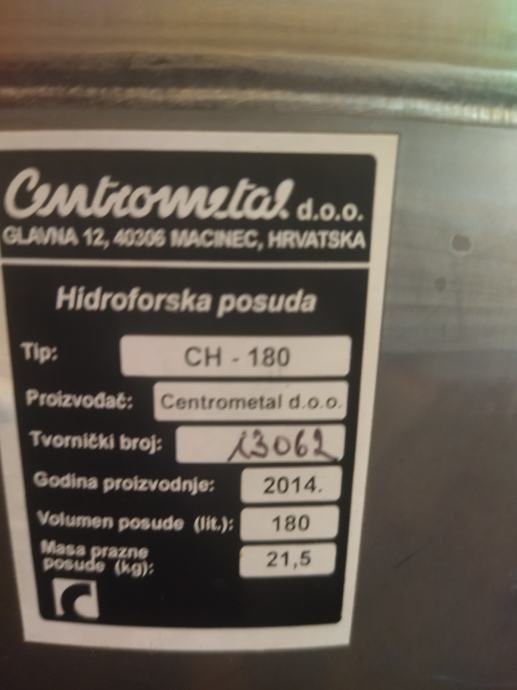 Centrometal d.o.o.
GLAVNA 12, 40306 MACINEC, HRVATSKA
Hidroforska posuda
Tip: CH - 180
Proizvođač: Centrometal d.o.o.
Tvornički broj: 13062
Godina proizvodnje: 2014.
Volumen posude (lit.): 180
Masa prazne
posude (kg): 21,5